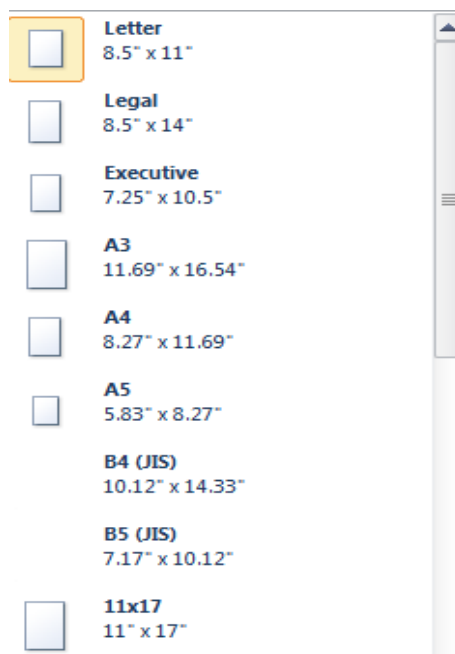 Letter
8.5" x 11"
Legal
8.5" x 14"
Executive
7.25" x 10.5"
A3
11.69" x 16.54"
A4
8.27" x 11.69"
A5
5.83" x 8.27"
B4 (JIS)
10.12" x 14.33"
B5 (JIS)
7.17" x 10.12"
11x17
11" x 17"